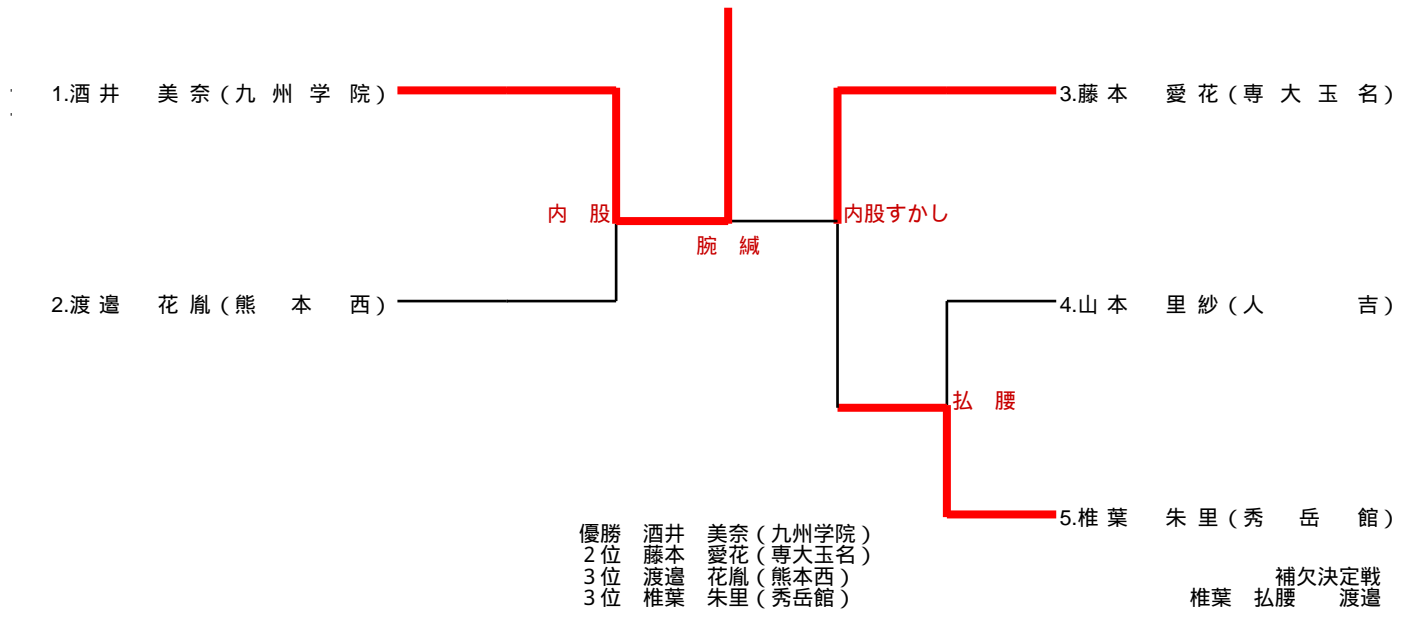 1.酒井 美奈(九州学院)
3.藤本 愛花(専大玉名)
内股
内股すかし
腕緘
2.渡邉 花胤(熊本西)
4.山本 里紗(人吉)
払腰
5.椎葉 朱里(秀岳館)
優勝 酒井 美奈(九州学院)
2位 藤本 愛花(専大玉名)
3位 渡邉 花胤(熊本西)
3位 椎葉 朱里(秀岳館)
補欠決定戦
椎葉 払腰 渡邉